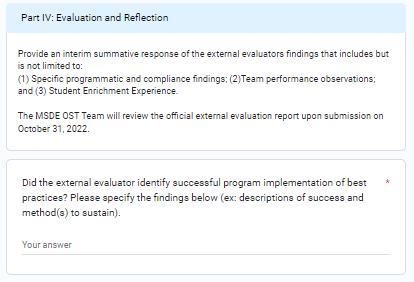 Part IV: Evaluation and Reflection
Provide an interim summative response of the external evaluators findings that includes but
is not limited to:
(1) Specific programmatic and compliance findings; (2)Team performance observations;
and (3) Student Enrichment Experience.
The MSDE OST Team will review the official external evaluation report upon submission on
October 31, 2022.
Did the external evaluator identify successful program implementation of best *
practices? Please specify the findings below (ex: descriptions of success and
method(s) to sustain).
Your answer